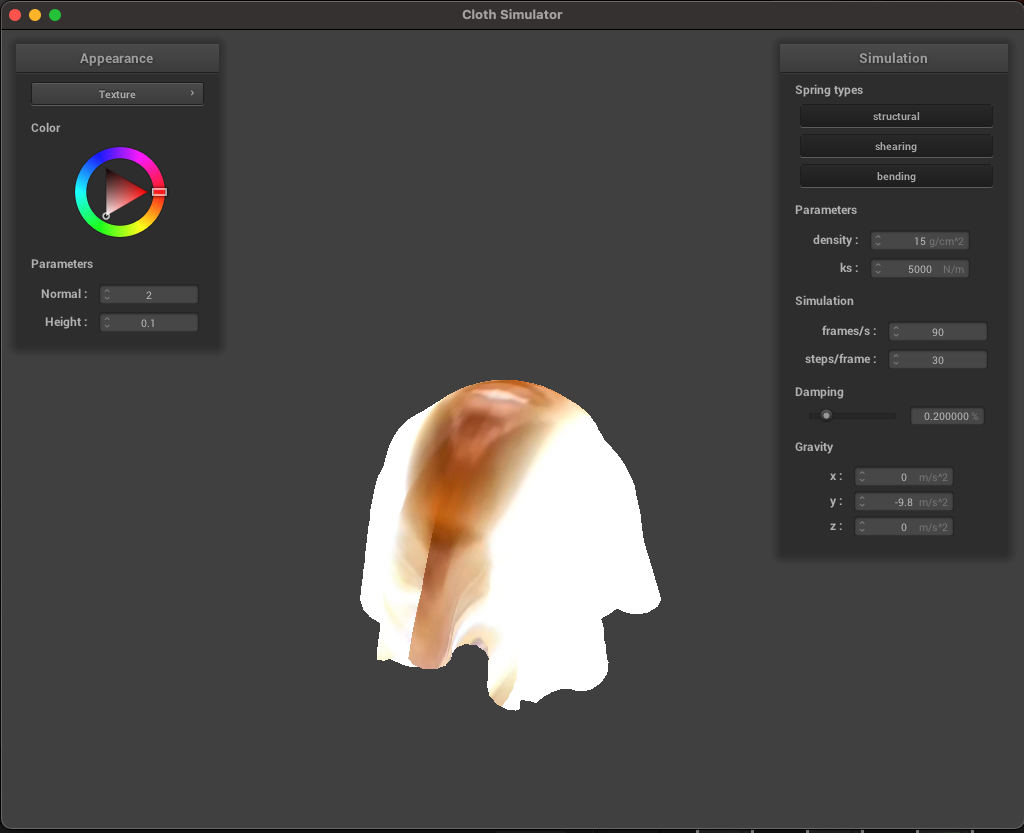 Cloth Simulator
Appearance
Texture
Color
Parameters
Normal : 2
Height : 0.1
Simulation
Spring types
structural
shearing
bending
Parameters
density : 15 g/cm^2
ks : 5000 N/m
Simulation
frames/s : 90
steps/frame : 30
Damping
0.200000 %
Gravity
x : 0 m/s^2
y : -9.8 m/s^2
z : 0 m/s^2